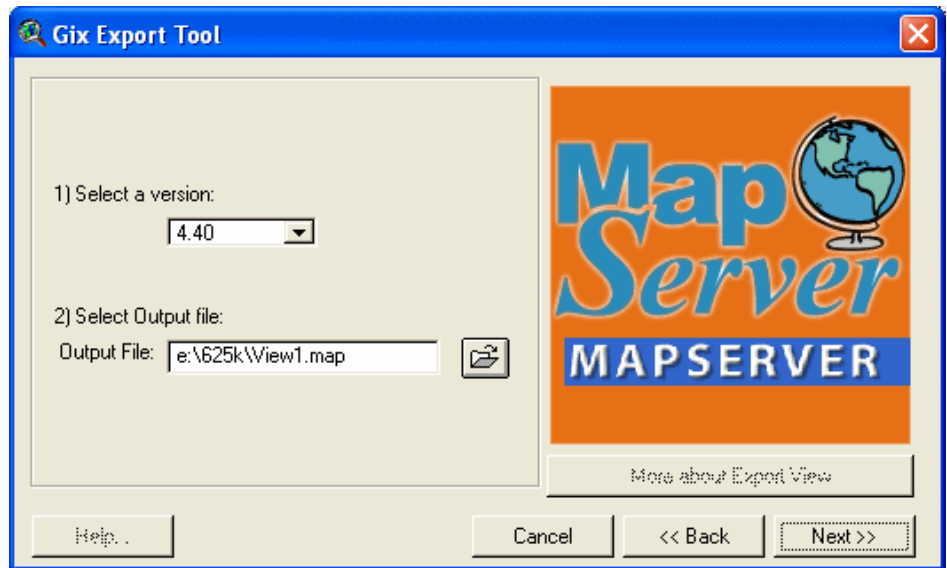 Gix Export Tool
1) Select a version:
4.40
2) Select Output file:
Output File: e:\625k\View1.map
Map
Server
MAPSERVER
More about Export View
Help. .
Cancel
<< Back
Next >>